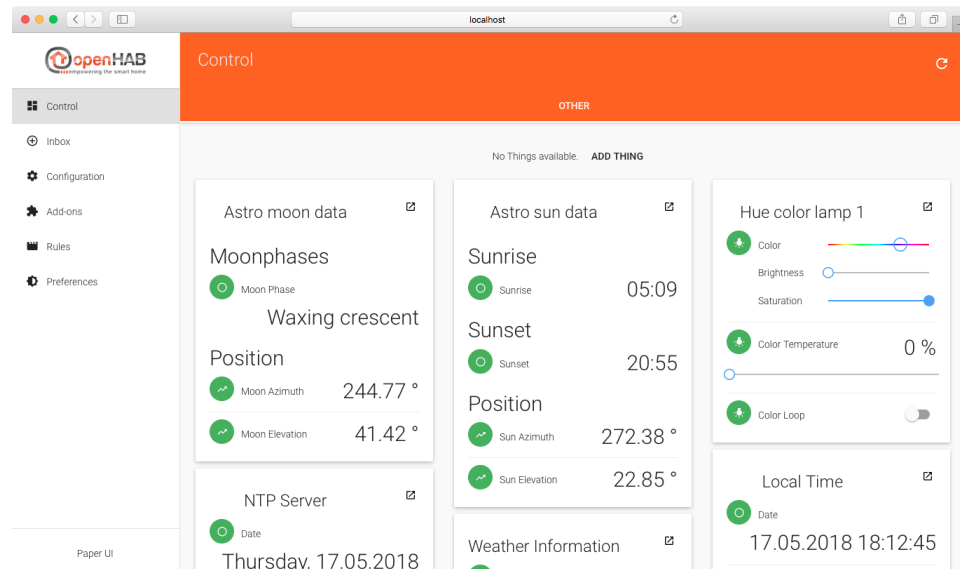 localhost
openHAB
empowering the smart home
Control
OTHER
Control
Inbox
Configuration
Add-ons
Rules
Preferences
Paper UI
No Things available. ADD THING
Astro moon data
Moonphases
Moon Phase
Waxing crescent
Position
Moon Azimuth 244.77 °
Moon Elevation 41.42 °
NTP Server
Date
Thursday, 17.05.2018
Astro sun data
Sunrise
Sunrise 05:09
Sunset
Sunset 20:55
Position
Sun Azimuth 272.38 °
Sun Elevation 22.85 °
Weather Information
Hue color lamp 1
Color
Brightness
Saturation
Color Temperature 0 %
Color Loop
Local Time
Date
17.05.2018 18:12:45